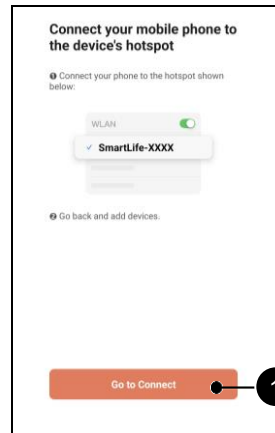 Connect your mobile phone to
the device's hotspot
❶ Connect your phone to the hotspot shown
below:
WLAN
✓ SmartLife-XXXX
❷ Go back and add devices.
Go to Connect
1